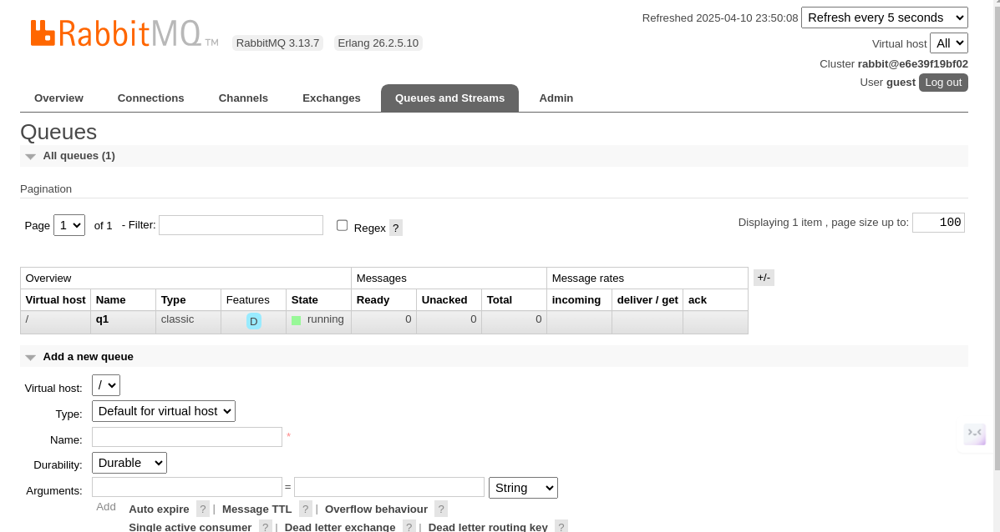 RabbitMQ TM RabbitMQ 3.13.7 Erlang 26.2.5.10
Refreshed 2025-04-10 23:50:08 Refresh every 5 seconds
Virtual host All
Cluster rabbit@e6e39f19bf02
User guest Log out
Overview Connections Channels Exchanges Queues and Streams Admin
Queues
All queues (1)
Pagination
Page 1 of 1 - Filter: Regex ? Displaying 1 item , page size up to: 100
Overview Messages Message rates +/-
Virtual host Name Type Features State Ready Unacked Total incoming deliver / get ack
/ q1 classic D running 0 0 0
Add a new queue
Virtual host: /
Type: Default for virtual host
Name: *
Durability: Durable
Arguments: = String
Add Auto expire ? | Message TTL ? | Overflow behaviour ?
Single active consumer ? | Dead letter exchange ? | Dead letter routing key ?